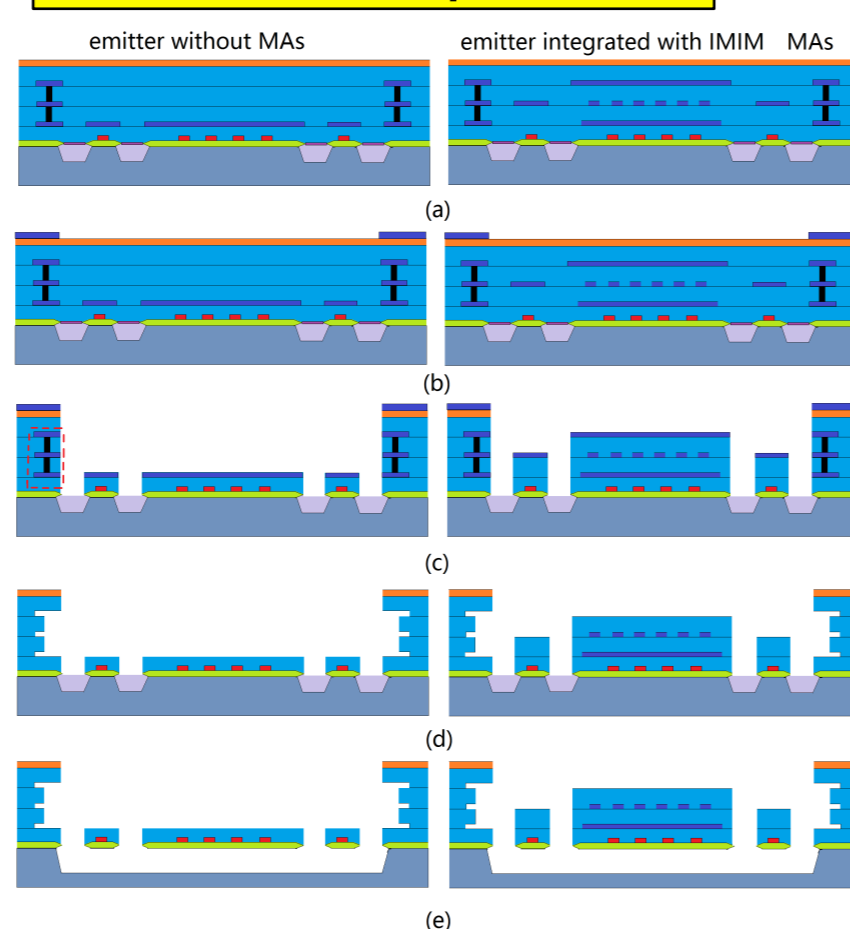 emitter without MAs
emitter integrated with IMIM MAs
(a)
(b)
(c)
(d)
(e)